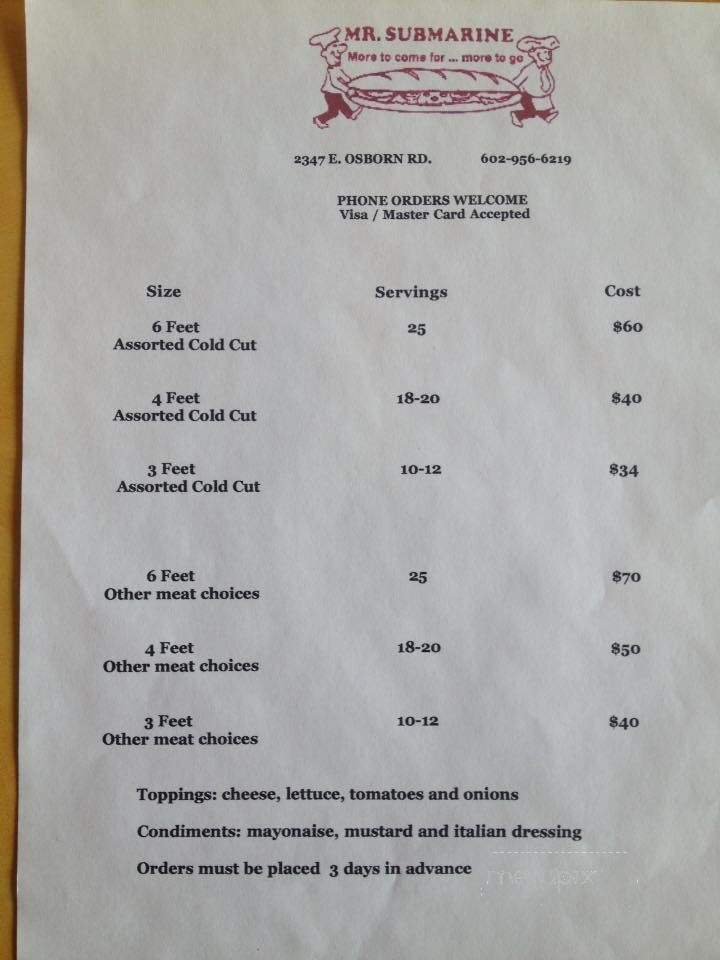 MR. SUBMARINE
More to come for ... more to go
2347 E. OSBORN RD. 602-956-6219
PHONE ORDERS WELCOME
Visa / Master Card Accepted
Size Servings Cost
6 Feet 25 $60
Assorted Cold Cut
4 Feet 18-20 $40
Assorted Cold Cut
3 Feet 10-12 $34
Assorted Cold Cut
6 Feet 25 $70
Other meat choices
4 Feet 18-20 $50
Other meat choices
3 Feet 10-12 $40
Other meat choices
Toppings: cheese, lettuce, tomatoes and onions
Condiments: mayonaise, mustard and italian dressing
Orders must be placed 3 days in advance